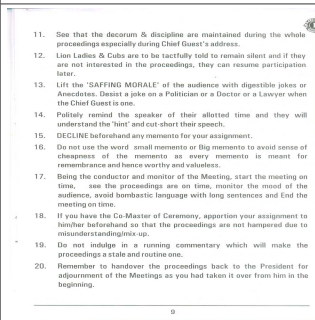 11. See that the decorum & discipline are maintained during the whole
proceedings especially during Chief Guest's address.
12. Lion Ladies & Cubs are to be tactfully told to remain silent and if they
are not interested in the proceedings, they can resume participation
later.
13. Lift the 'SAFFING MORALE' of the audience with digestible jokes or
Anecdotes. Desist a joke on a Politician or a Doctor or a Lawyer when
the Chief Guest is one.
14. Politely remind the speaker of their allotted time and they will
understand the 'hint' and cut-short their speech.
15. DECLINE beforehand any memento for your assignment.
16. Do not use the word small memento or Big memento to avoid sense of
cheapness of the memento as every memento is meant for
remembrance and hence worthy and valueless.
17. Being the conductor and monitor of the Meeting, start the meeting on
time, see the proceedings are on time, monitor the mood of the
audience, avoid bombastic language with long sentences and End the
meeting on time.
18. If you have the Co-Master of Ceremony, apportion your assignment to
him/her beforehand so that the proceedings are not hampered due to
misunderstanding/mix-up.
19. Do not indulge in a running commentary which will make the
proceedings a stale and routine one.
20. Remember to handover the proceedings back to the President for
adjournment of the Meetings as you had taken it over from him in the
beginning.
9